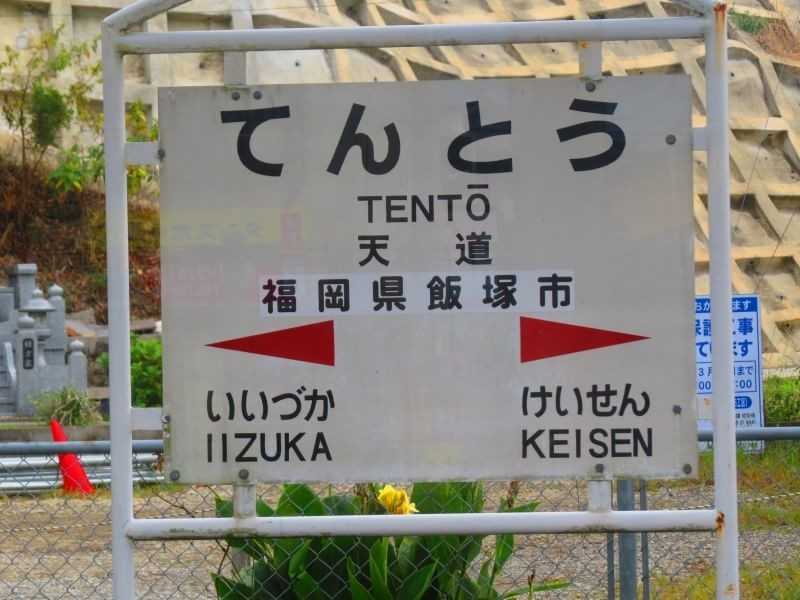 てんとう
TENTŌ
天道
福岡県飯塚市
いいづか けいせん
IIZUKA KEISEN